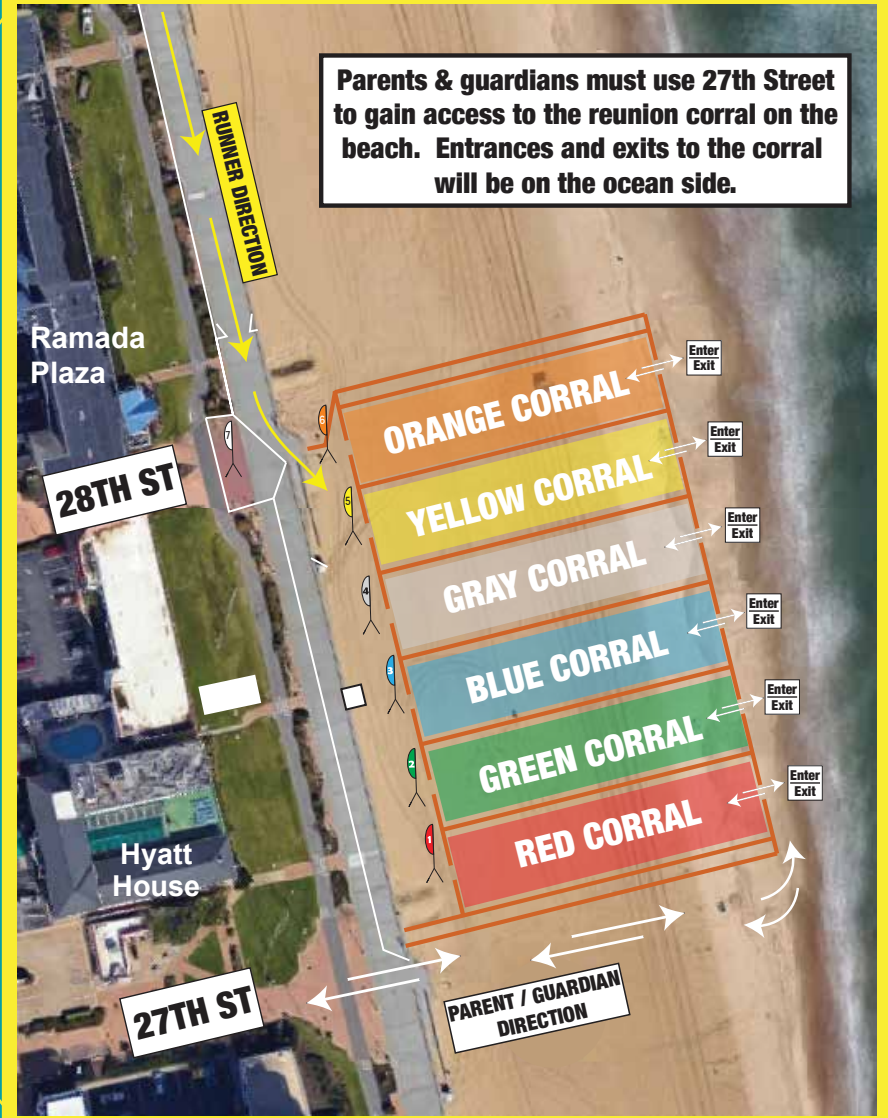 Parents & guardians must use 27th Street
to gain access to the reunion corral on the
beach. Entrances and exits to the corral
will be on the ocean side.
RUNNER DIRECTION
Ramada
Plaza
28TH ST
7
6
ORANGE CORRAL
Enter
Exit
5
YELLOW CORRAL
Enter
Exit
4
GRAY CORRAL
Enter
Exit
3
BLUE CORRAL
Enter
Exit
2
GREEN CORRAL
Enter
Exit
1
RED CORRAL
Enter
Exit
Hyatt
House
27TH ST
PARENT / GUARDIAN
DIRECTION